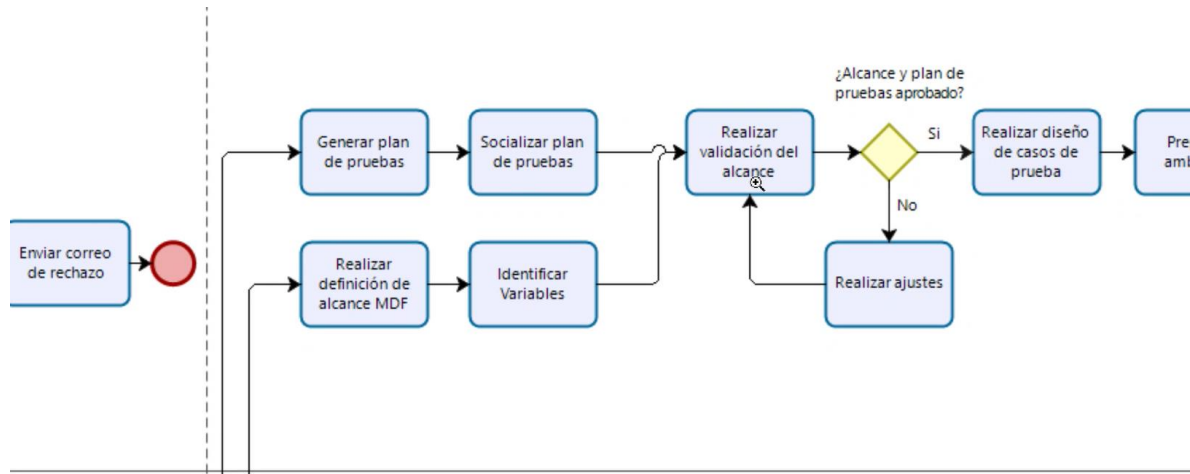 ¿Alcance y plan de
pruebas aprobado?
Generar plan
de pruebas
Socializar plan
de pruebas
Realizar
validación del
alcance
Si
Realizar diseño
de casos de
prueba
Pre
amb
No
Enviar correo
de rechazo
Realizar
definición de
alcance MDF
Identificar
Variables
Realizar ajustes